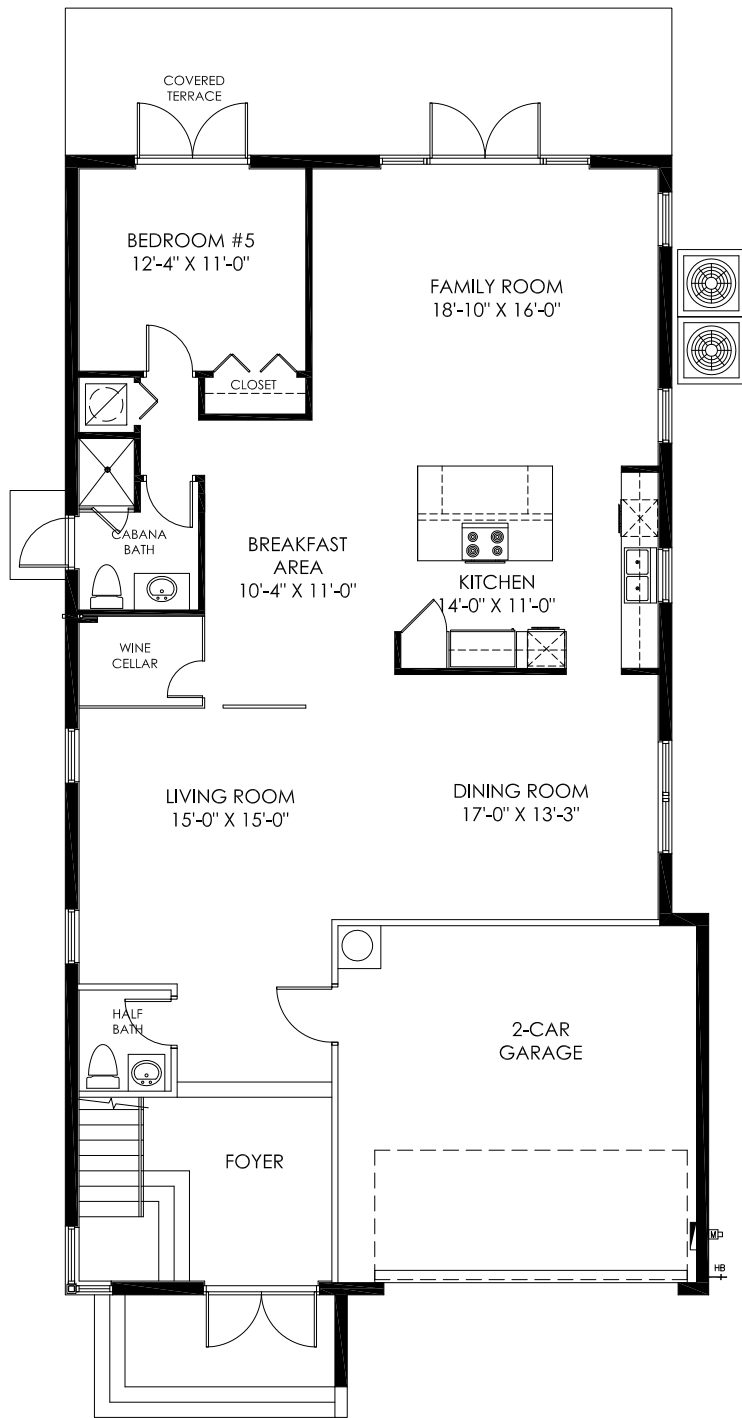 COVERED
TERRACE
BEDROOM #5
12'-4" X 11'-0"
FAMILY ROOM
18'-10" X 16'-0"
CLOSET
CABANA
BATH
BREAKFAST
AREA
10'-4" X 11'-0"
KITCHEN
14'-0" X 11'-0"
WINE
CELLAR
LIVING ROOM
15'-0" X 15'-0"
DINING ROOM
17'-0" X 13'-3"
HALF
BATH
2-CAR
GARAGE
FOYER
M
HB